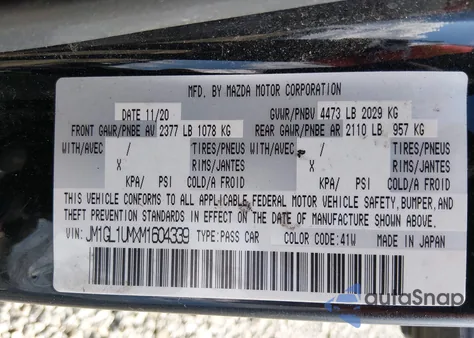 MFD. BY MAZDA MOTOR CORPORATION
DATE 11/20 GVWR/PNBV 4473 LB 2029 KG
FRONT GAWR/PNBE AV 2377 LB 1078 KG REAR GAWR/PNBE AR 2110 LB 957 KG
WITH/AVEC / TIRES/PNEUS WITH/AVEC / TIRES/PNEUS
X RIMS/JANTES X RIMS/JANTES
KPA/ PSI COLD/A FROID KPA/ PSI COLD/A FROID
THIS VEHICLE CONFORMS TO ALL APPLICABLE FEDERAL MOTOR VEHICLE SAFETY, BUMPER, AND
THEFT PREVENTION STANDARDS IN EFFECT ON THE DATE OF MANUFACTURE SHOWN ABOVE.
VIN: JM1GL1UMXM1604339 TYPE: PASS CAR COLOR CODE: 41W MADE IN JAPAN
autoSnap